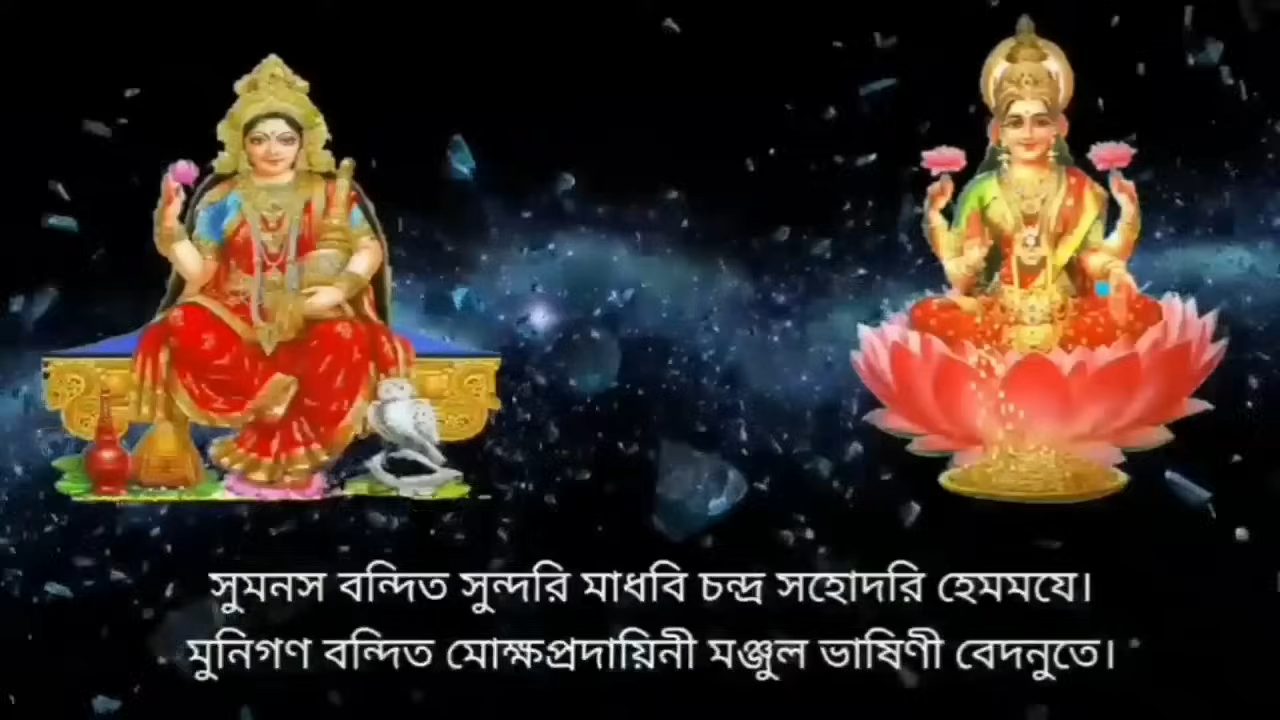 সুমনস বন্দিত সুন্দরি মাধবি চন্দ্র সহোদরি হেমমযে।
মুনিগণ বন্দিত মোক্ষপ্রদায়িনী মঞ্জুল ভাষিণী বেদনুতে।